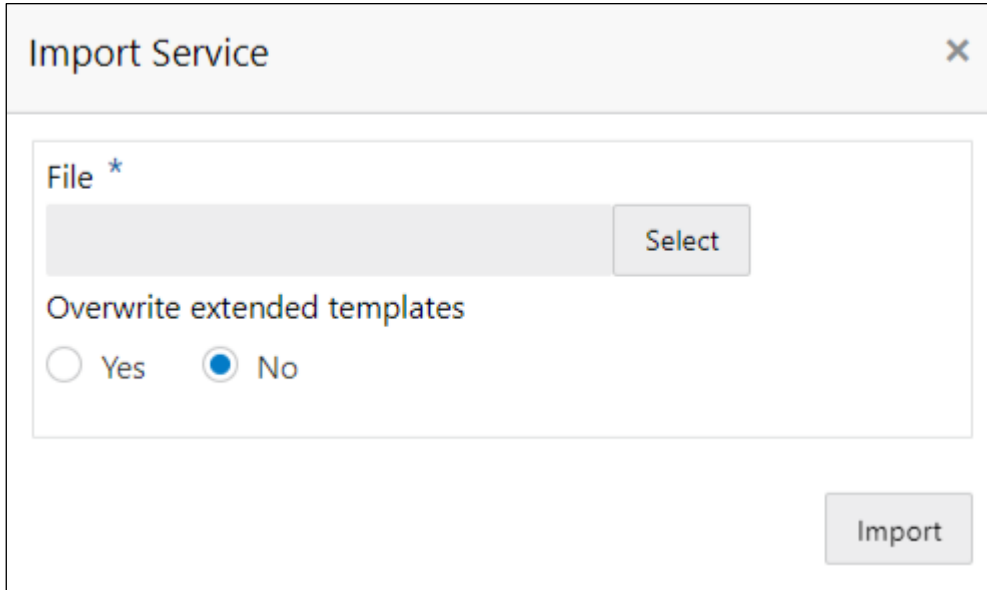 Import Service
File *
Select
Overwrite extended templates
Yes No
Import